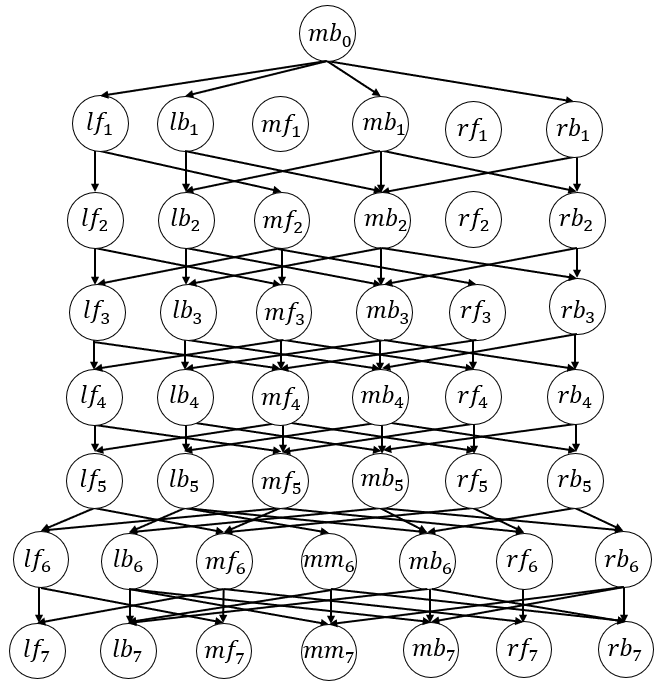 mb₀
lf₁ lb₁ mf₁ mb₁ rf₁ rb₁
lf₂ lb₂ mf₂ mb₂ rf₂ rb₂
lf₃ lb₃ mf₃ mb₃ rf₃ rb₃
lf₄ lb₄ mf₄ mb₄ rf₄ rb₄
lf₅ lb₅ mf₅ mb₅ rf₅ rb₅
lf₆ lb₆ mf₆ mm₆ mb₆ rf₆ rb₆
lf₇ lb₇ mf₇ mm₇ mb₇ rf₇ rb₇